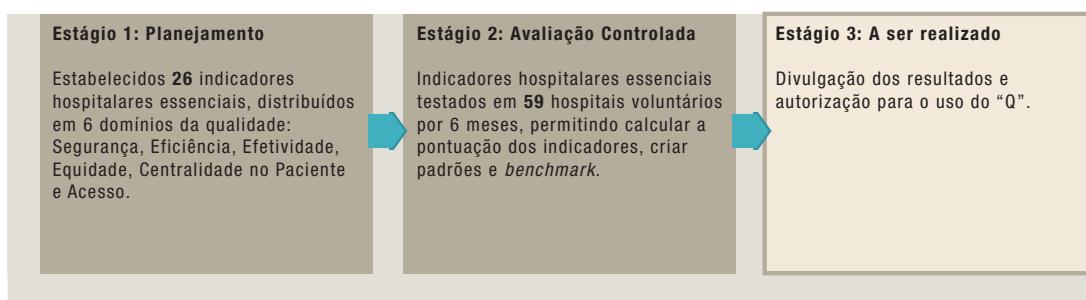 Estágio 1: Planejamento
Estabelecidos 26 indicadores
hospitalares essenciais, distribuídos
em 6 domínios da qualidade:
Segurança, Eficiência, Efetividade,
Equidade, Centralidade no Paciente
e Acesso.
Estágio 2: Avaliação Controlada
Indicadores hospitalares essenciais
testados em 59 hospitais voluntários
por 6 meses, permitindo calcular a
pontuação dos indicadores, criar
padrões e benchmark.
Estágio 3: A ser realizado
Divulgação dos resultados e
autorização para o uso do “Q”.